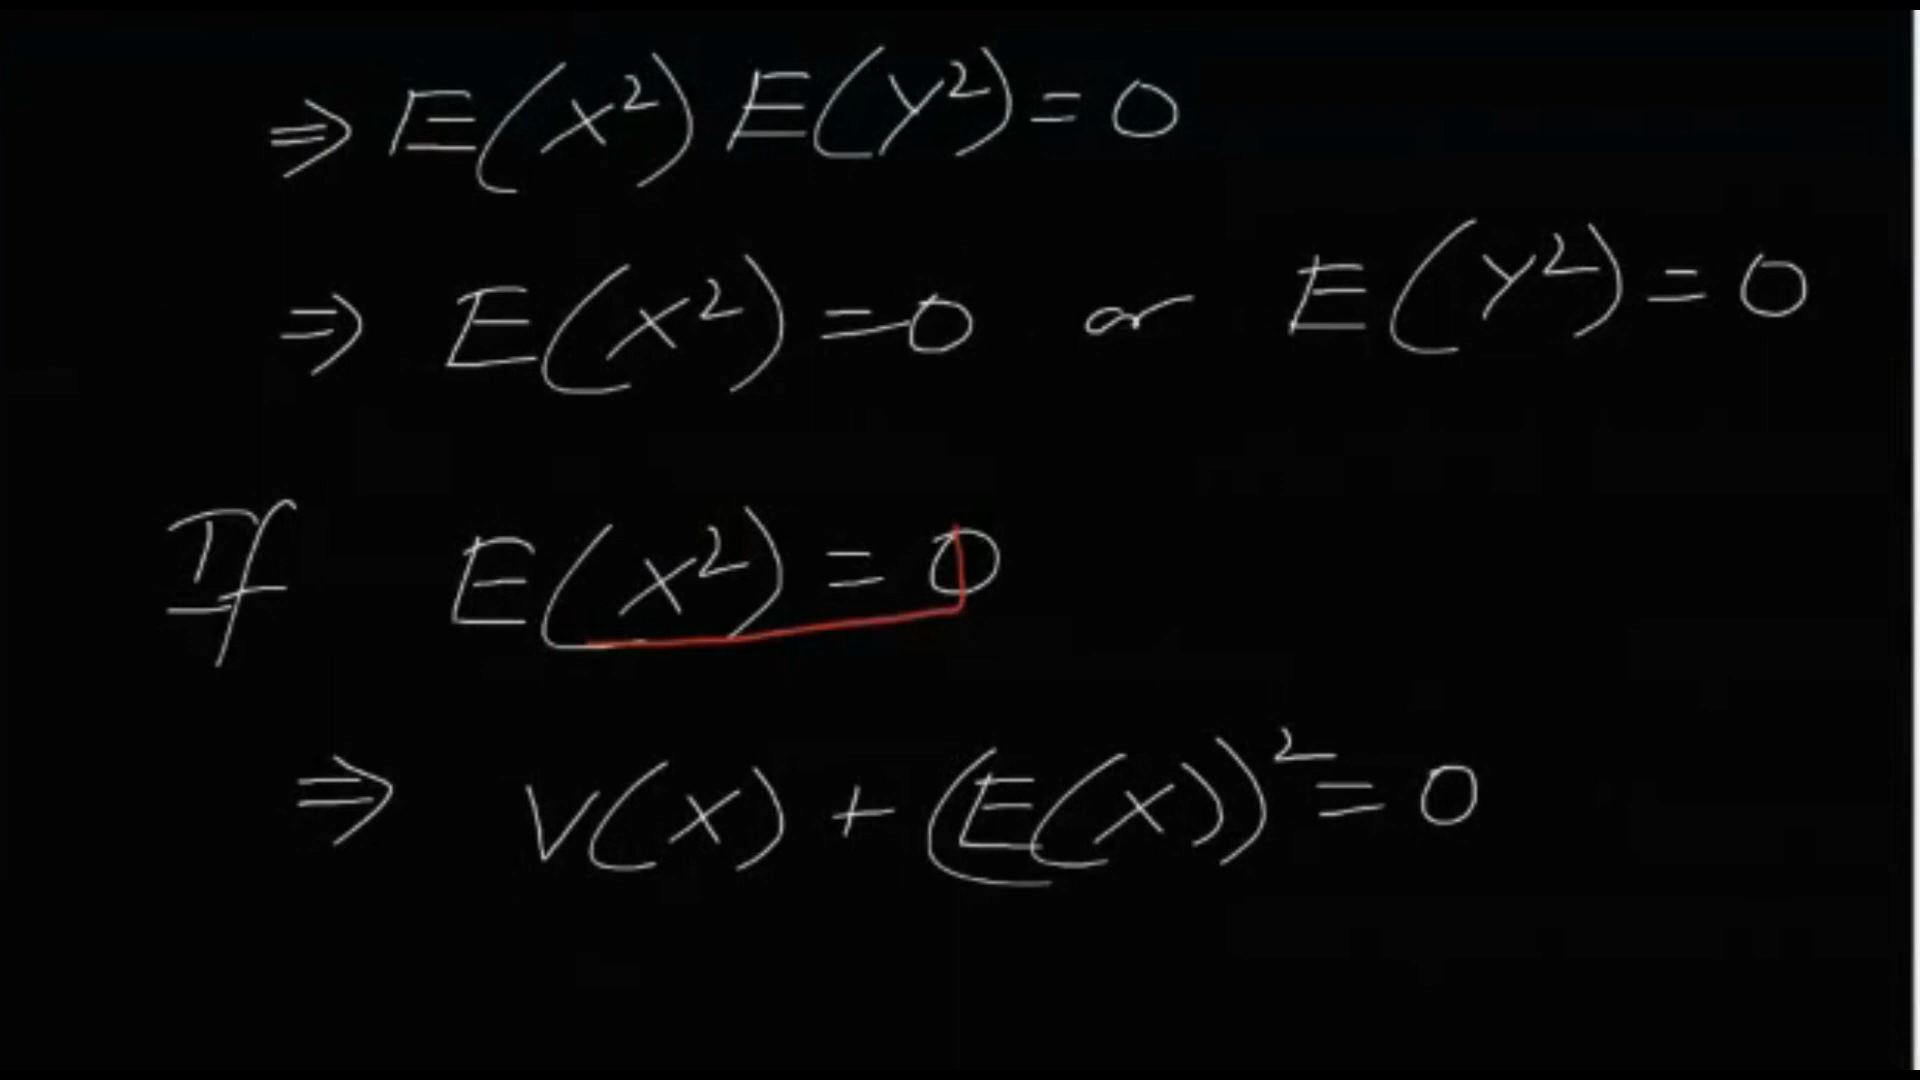 ⇒ E(X²) E(Y²) = 0
⇒ E(X²) = 0 or E(Y²) = 0
If E(X²) = 0
⇒ V(X) + (E(X))² = 0